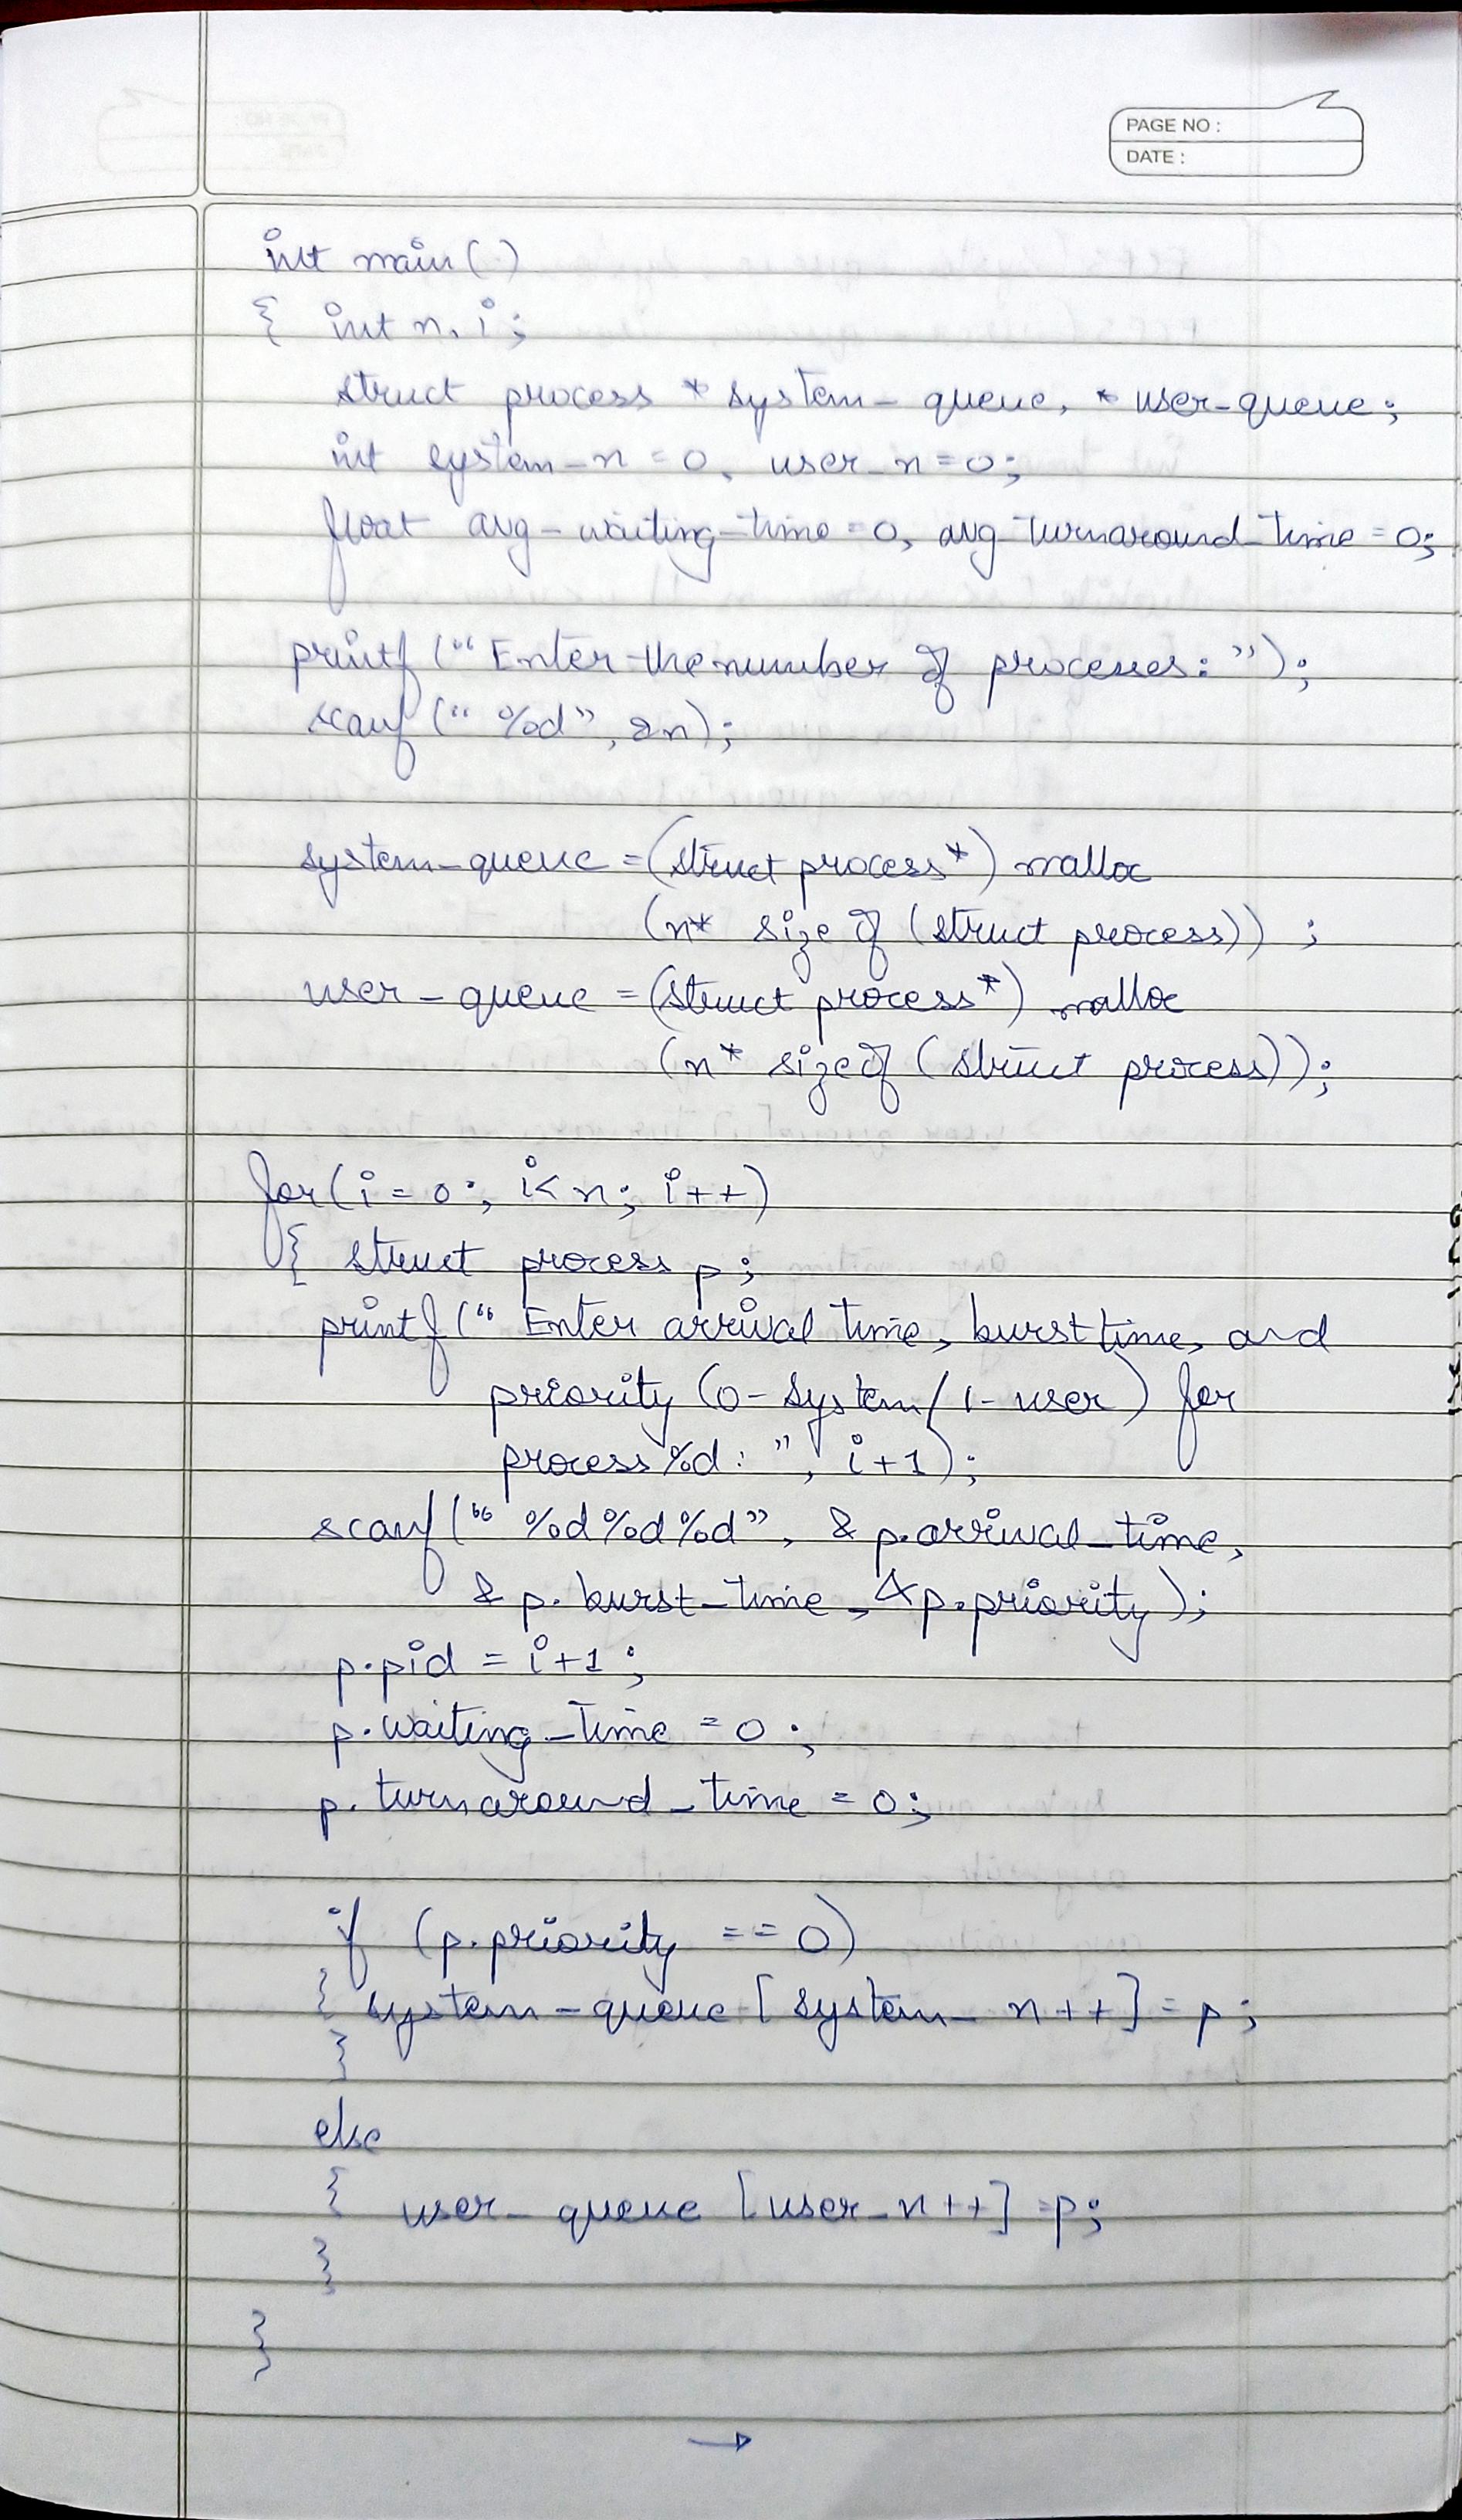 PAGE NO :
DATE :
int main()
{ int n, i;
struct process *system_queue, *user_queue;
int system_n = 0, user_n = 0;
float avg_waiting_time = 0, avg_turnaround_time = 0;
printf ("Enter the number of processes: ");
scanf ("%d", &n);
system_queue = (struct process*) malloc
(n* size of (struct process)) ;
user_queue = (struct process*) malloc
(n* sizeof (struct process));
for(i = 0; i< n; i++)
{ struct process p;
printf (" Enter arrival time, burst time, and
priority (0-system/1-user) for
process %d: ", i+1);
scanf (" %d%d%d", & p.arrival_time,
& p.burst_time, &p.priority);
p.pid = i+1;
p.waiting_time = 0;
p.turnaround_time = 0;
if (p.priority == 0)
{ system_queue [system_n++] = p;
}
else
{ user_queue [user_n++] = p;
}
}
→